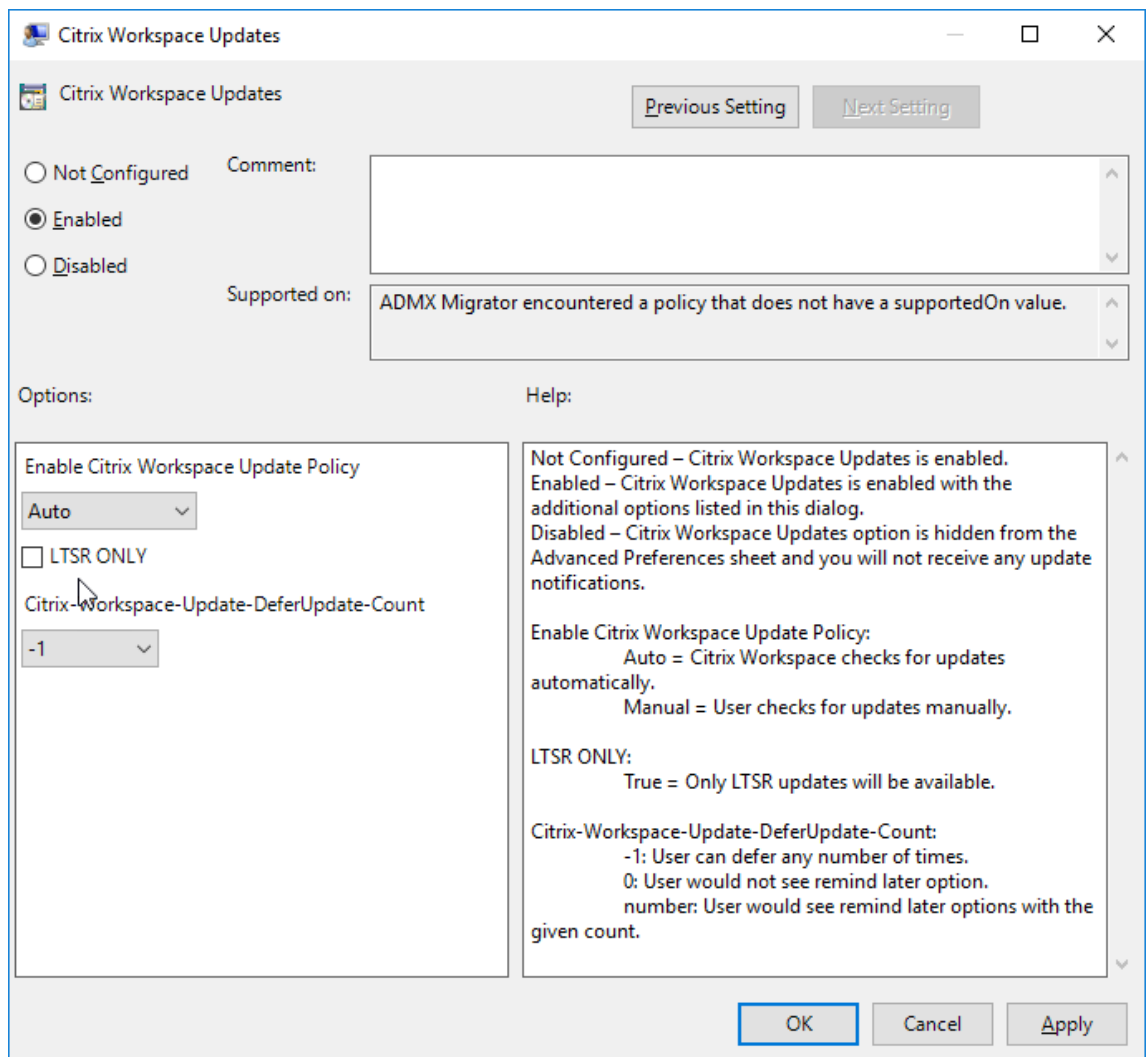 Citrix Workspace Updates
Citrix Workspace Updates
Previous Setting
Next Setting
Not Configured
Enabled
Disabled
Comment:
Supported on:
ADMX Migrator encountered a policy that does not have a supportedOn value.
Options:
Help:
Enable Citrix Workspace Update Policy
Auto
LTSR ONLY
Citrix-Workspace-Update-DeferUpdate-Count
-1
Not Configured – Citrix Workspace Updates is enabled.
Enabled – Citrix Workspace Updates is enabled with the
additional options listed in this dialog.
Disabled – Citrix Workspace Updates option is hidden from the
Advanced Preferences sheet and you will not receive any update
notifications.
Enable Citrix Workspace Update Policy:
Auto = Citrix Workspace checks for updates
automatically.
Manual = User checks for updates manually.
LTSR ONLY:
True = Only LTSR updates will be available.
Citrix-Workspace-Update-DeferUpdate-Count:
-1: User can defer any number of times.
0: User would not see remind later option.
number: User would see remind later options with the
given count.
OK
Cancel
Apply